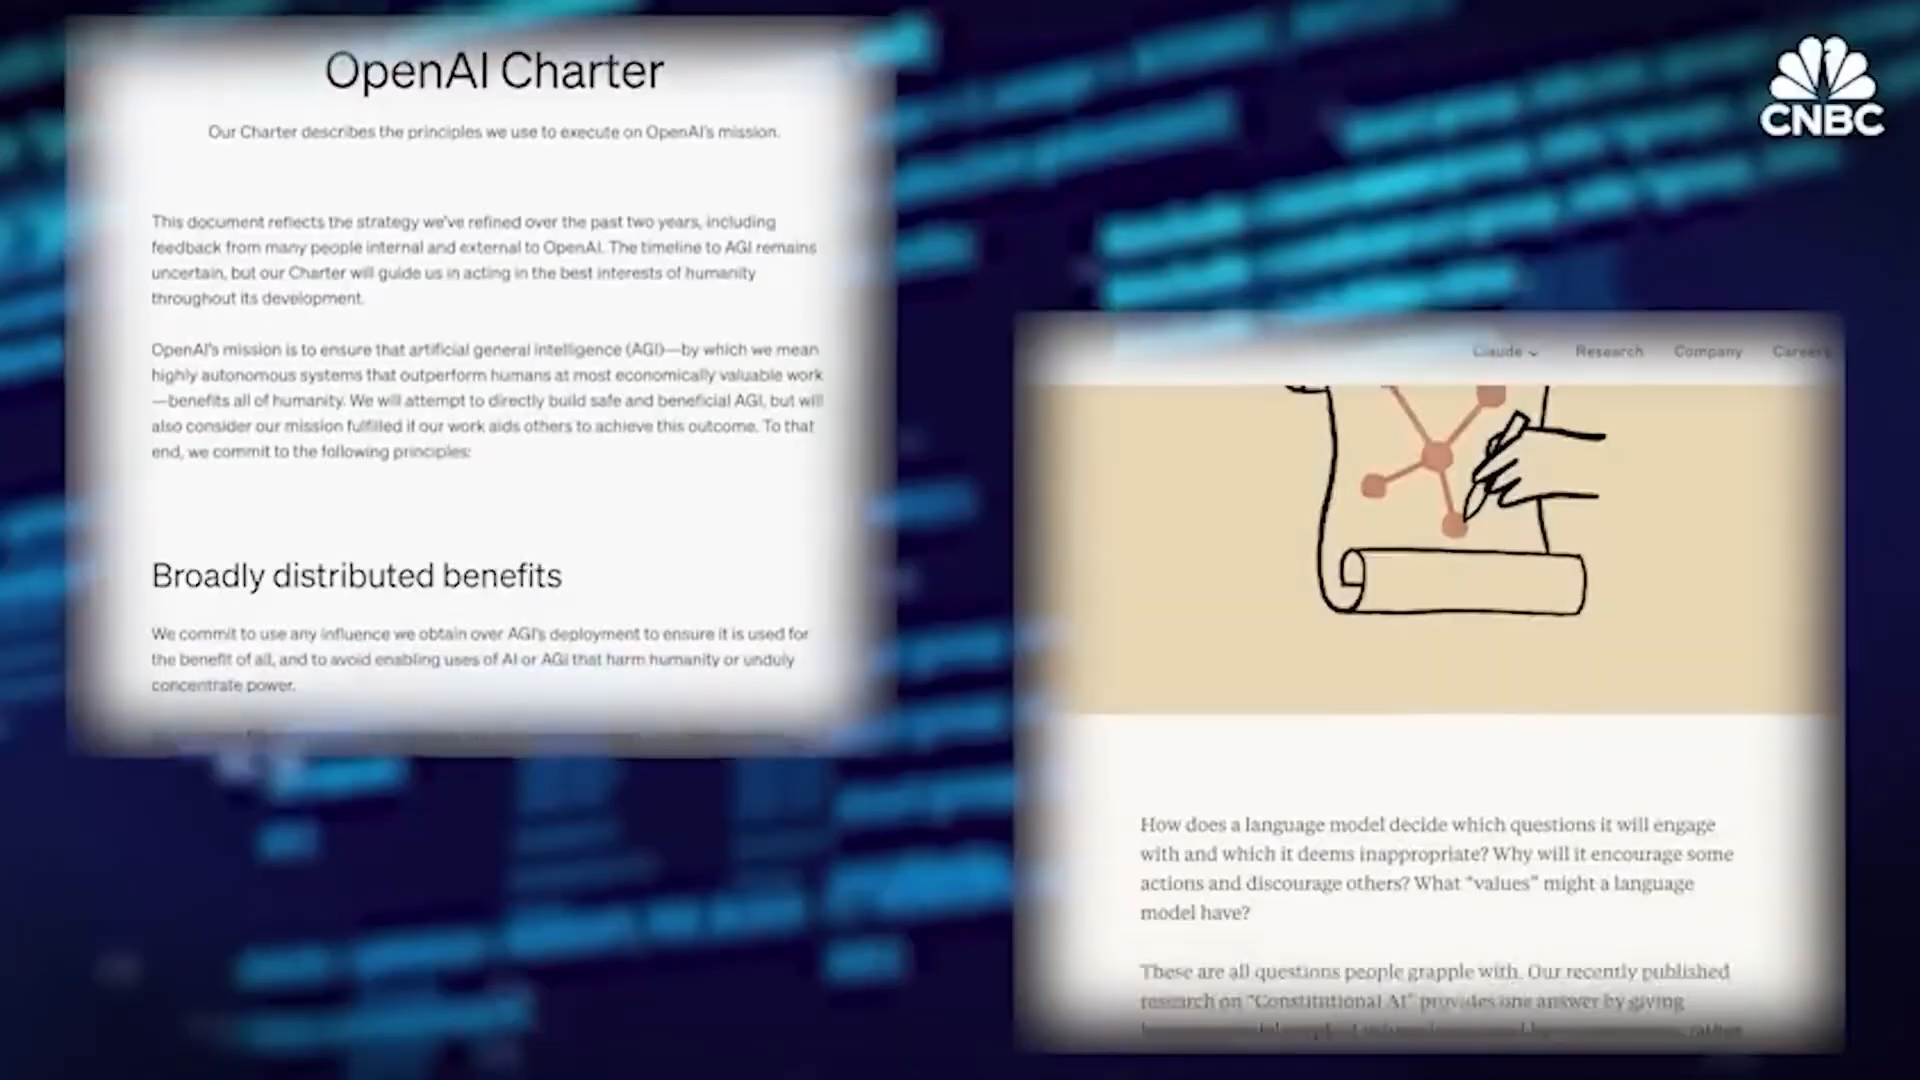 OpenAI Charter
Our Charter describes the principles we use to execute on OpenAI's mission.
This document reflects the strategy we've refined over the past two years, including
feedback from many people internal and external to OpenAI. The timeline to AGI remains
uncertain, but our Charter will guide us in acting in the best interests of humanity
throughout its development.
OpenAI's mission is to ensure that artificial general intelligence (AGI)—by which we mean
highly autonomous systems that outperform humans at most economically valuable work
—benefits all of humanity. We will attempt to directly build safe and beneficial AGI, but will
also consider our mission fulfilled if our work aids others to achieve this outcome. To that
end, we commit to the following principles:
Broadly distributed benefits
We commit to use any influence we obtain over AGI's deployment to ensure it is used for
the benefit of all, and to avoid enabling uses of AI or AGI that harm humanity or unduly
concentrate power.
CNBC
Claude Research Company Careers
How does a language model decide which questions it will engage
with and which it deems inappropriate? Why will it encourage some
actions and discourage others? What “values” might a language
model have?
These are all questions people grapple with. Our recently published
research on “Constitutional AI” provides one answer by giving
rather